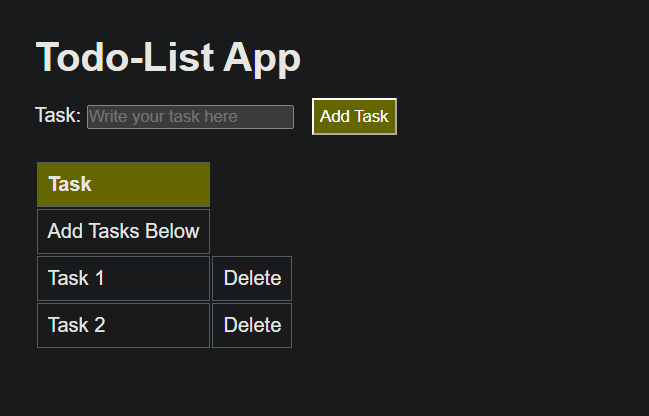 Todo-List App
Task: Write your task here Add Task
Task
Add Tasks Below
Task 1 Delete
Task 2 Delete